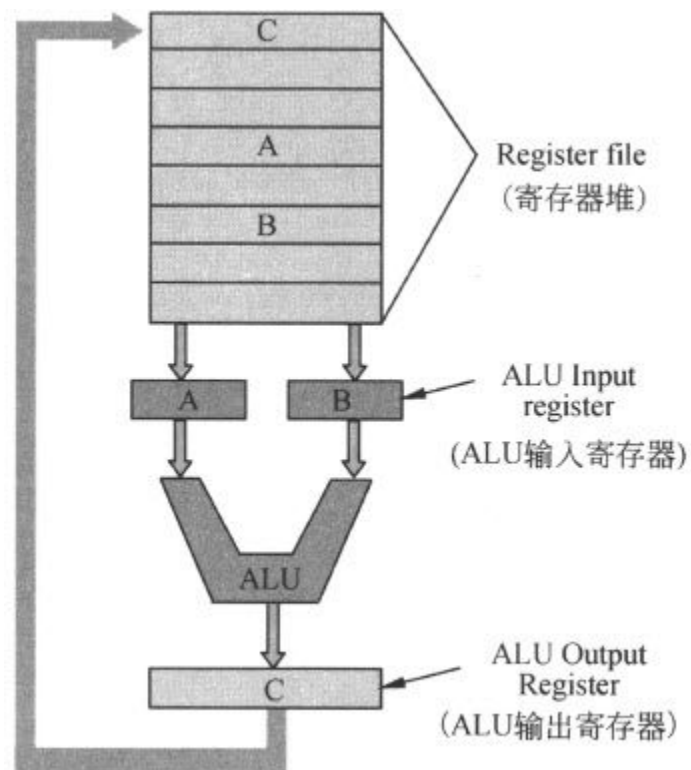 C
A
Register file
(寄存器堆)
B
A
B
ALU Input
register
(ALU输入寄存器)
ALU
C
ALU Output
Register
(ALU输出寄存器)